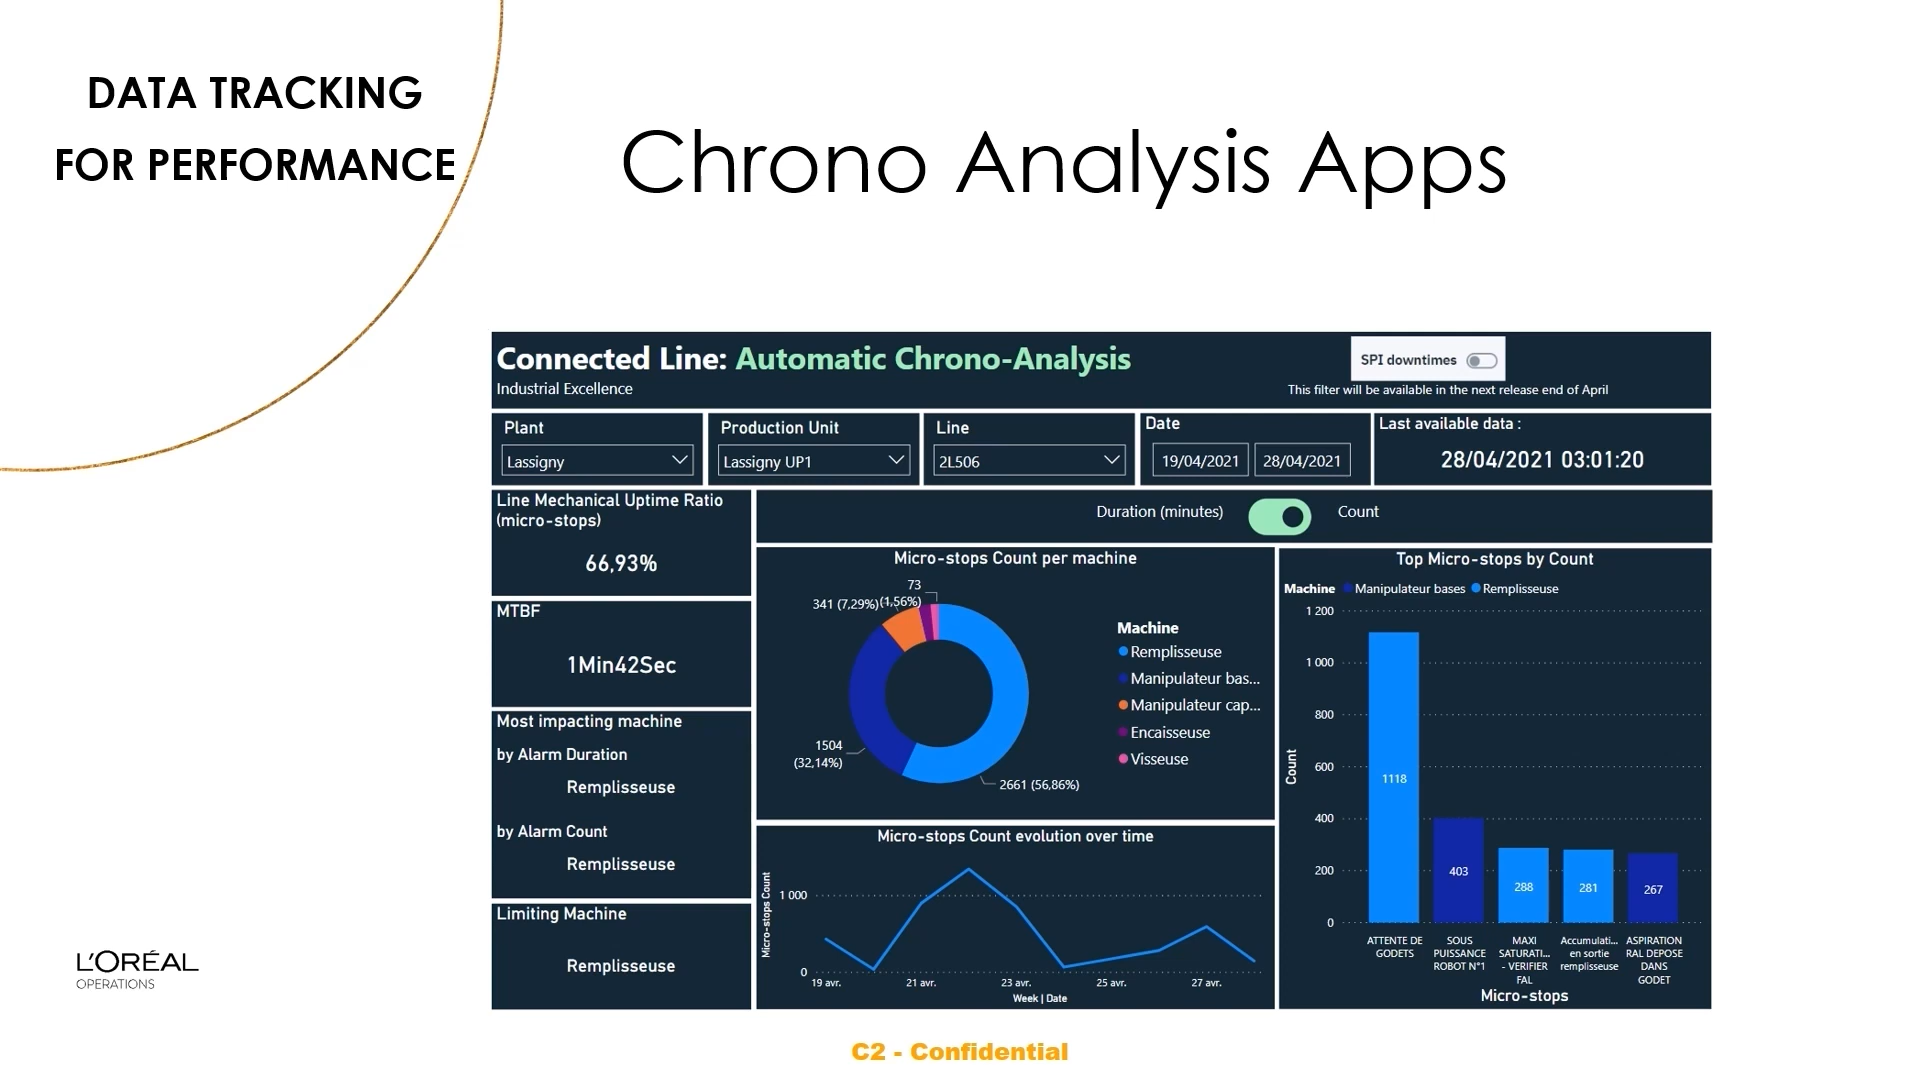 DATA TRACKING
FOR PERFORMANCE
Chrono Analysis Apps
Connected Line: Automatic Chrono-Analysis
Industrial Excellence
SPI downtimes
This filter will be available in the next release end of April
Plant
Lassigny
Production Unit
Lassigny UP1
Line
2L506
Date
19/04/2021
28/04/2021
Last available data :
28/04/2021 03:01:20
Line Mechanical Uptime Ratio
(micro-stops)
66,93%
MTBF
1Min42Sec
Most impacting machine
by Alarm Duration
Remplisseuse
by Alarm Count
Remplisseuse
Limiting Machine
Remplisseuse
Duration (minutes)
Count
Micro-stops Count per machine
73
(1,56%)
341 (7,29%)
1504
(32,14%)
2661 (56,86%)
Machine
Remplisseuse
Manipulateur bas...
Manipulateur cap...
Encaisseuse
Visseuse
Micro-stops Count evolution over time
Micro-stops Count
1 000
0
19 avr.
21 avr.
23 avr.
25 avr.
27 avr.
Week | Date
Top Micro-stops by Count
Machine
Manipulateur bases
Remplisseuse
Count
1 200
1 000
800
600
400
200
0
1118
403
288
281
267
ATTENTE DE
GODETS
SOUS
PUISSANCE
ROBOT N°1
MAXI
SATURATI...
- VERIFIER
FAL
Accumulati...
en sortie
remplisseuse
ASPIRATION
RAL DEPOSE
DANS
GODET
Micro-stops
L'ORÉAL
OPERATIONS
C2 - Confidential